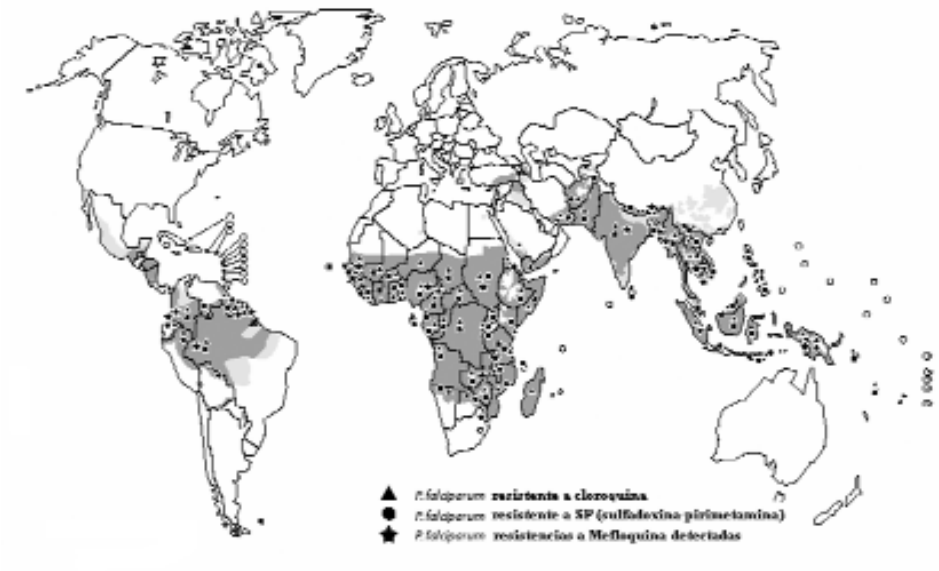 P. falciparum resistente a cloroquina
P. falciparum resistente a SP (sulfadoxina-pirimetamina)
P. falciparum resistencias a Mefloquina detectadas